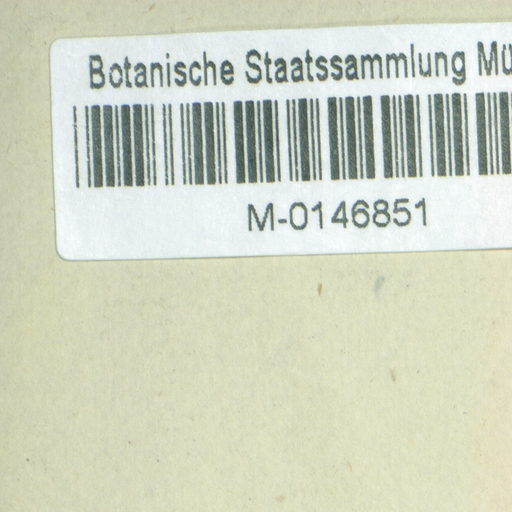 Botanische Staatssammlung Mü
M-0146851